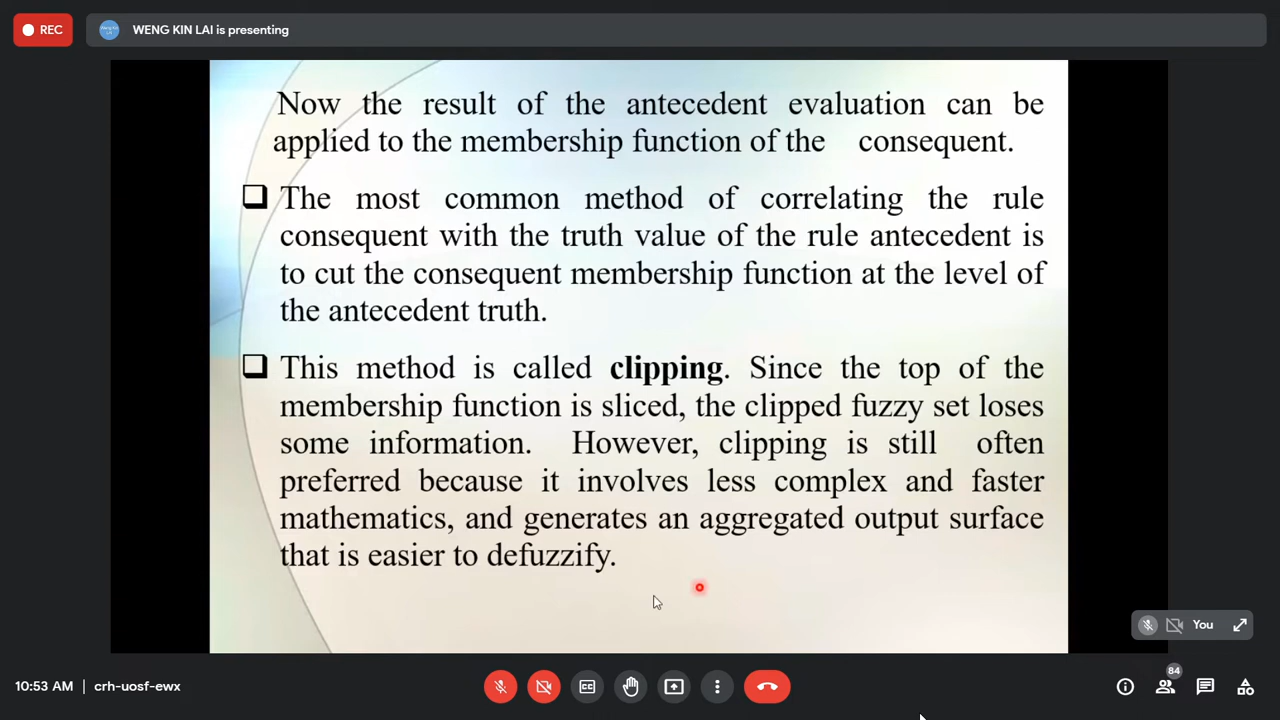 REC
WENG KIN LAI is presenting
Now the result of the antecedent evaluation can be
applied to the membership function of the consequent.
The most common method of correlating the rule
consequent with the truth value of the rule antecedent is
to cut the consequent membership function at the level of
the antecedent truth.
This method is called clipping. Since the top of the
membership function is sliced, the clipped fuzzy set loses
some information. However, clipping is still often
preferred because it involves less complex and faster
mathematics, and generates an aggregated output surface
that is easier to defuzzify.
You
84
10:53 AM | crh-uosf-ewx